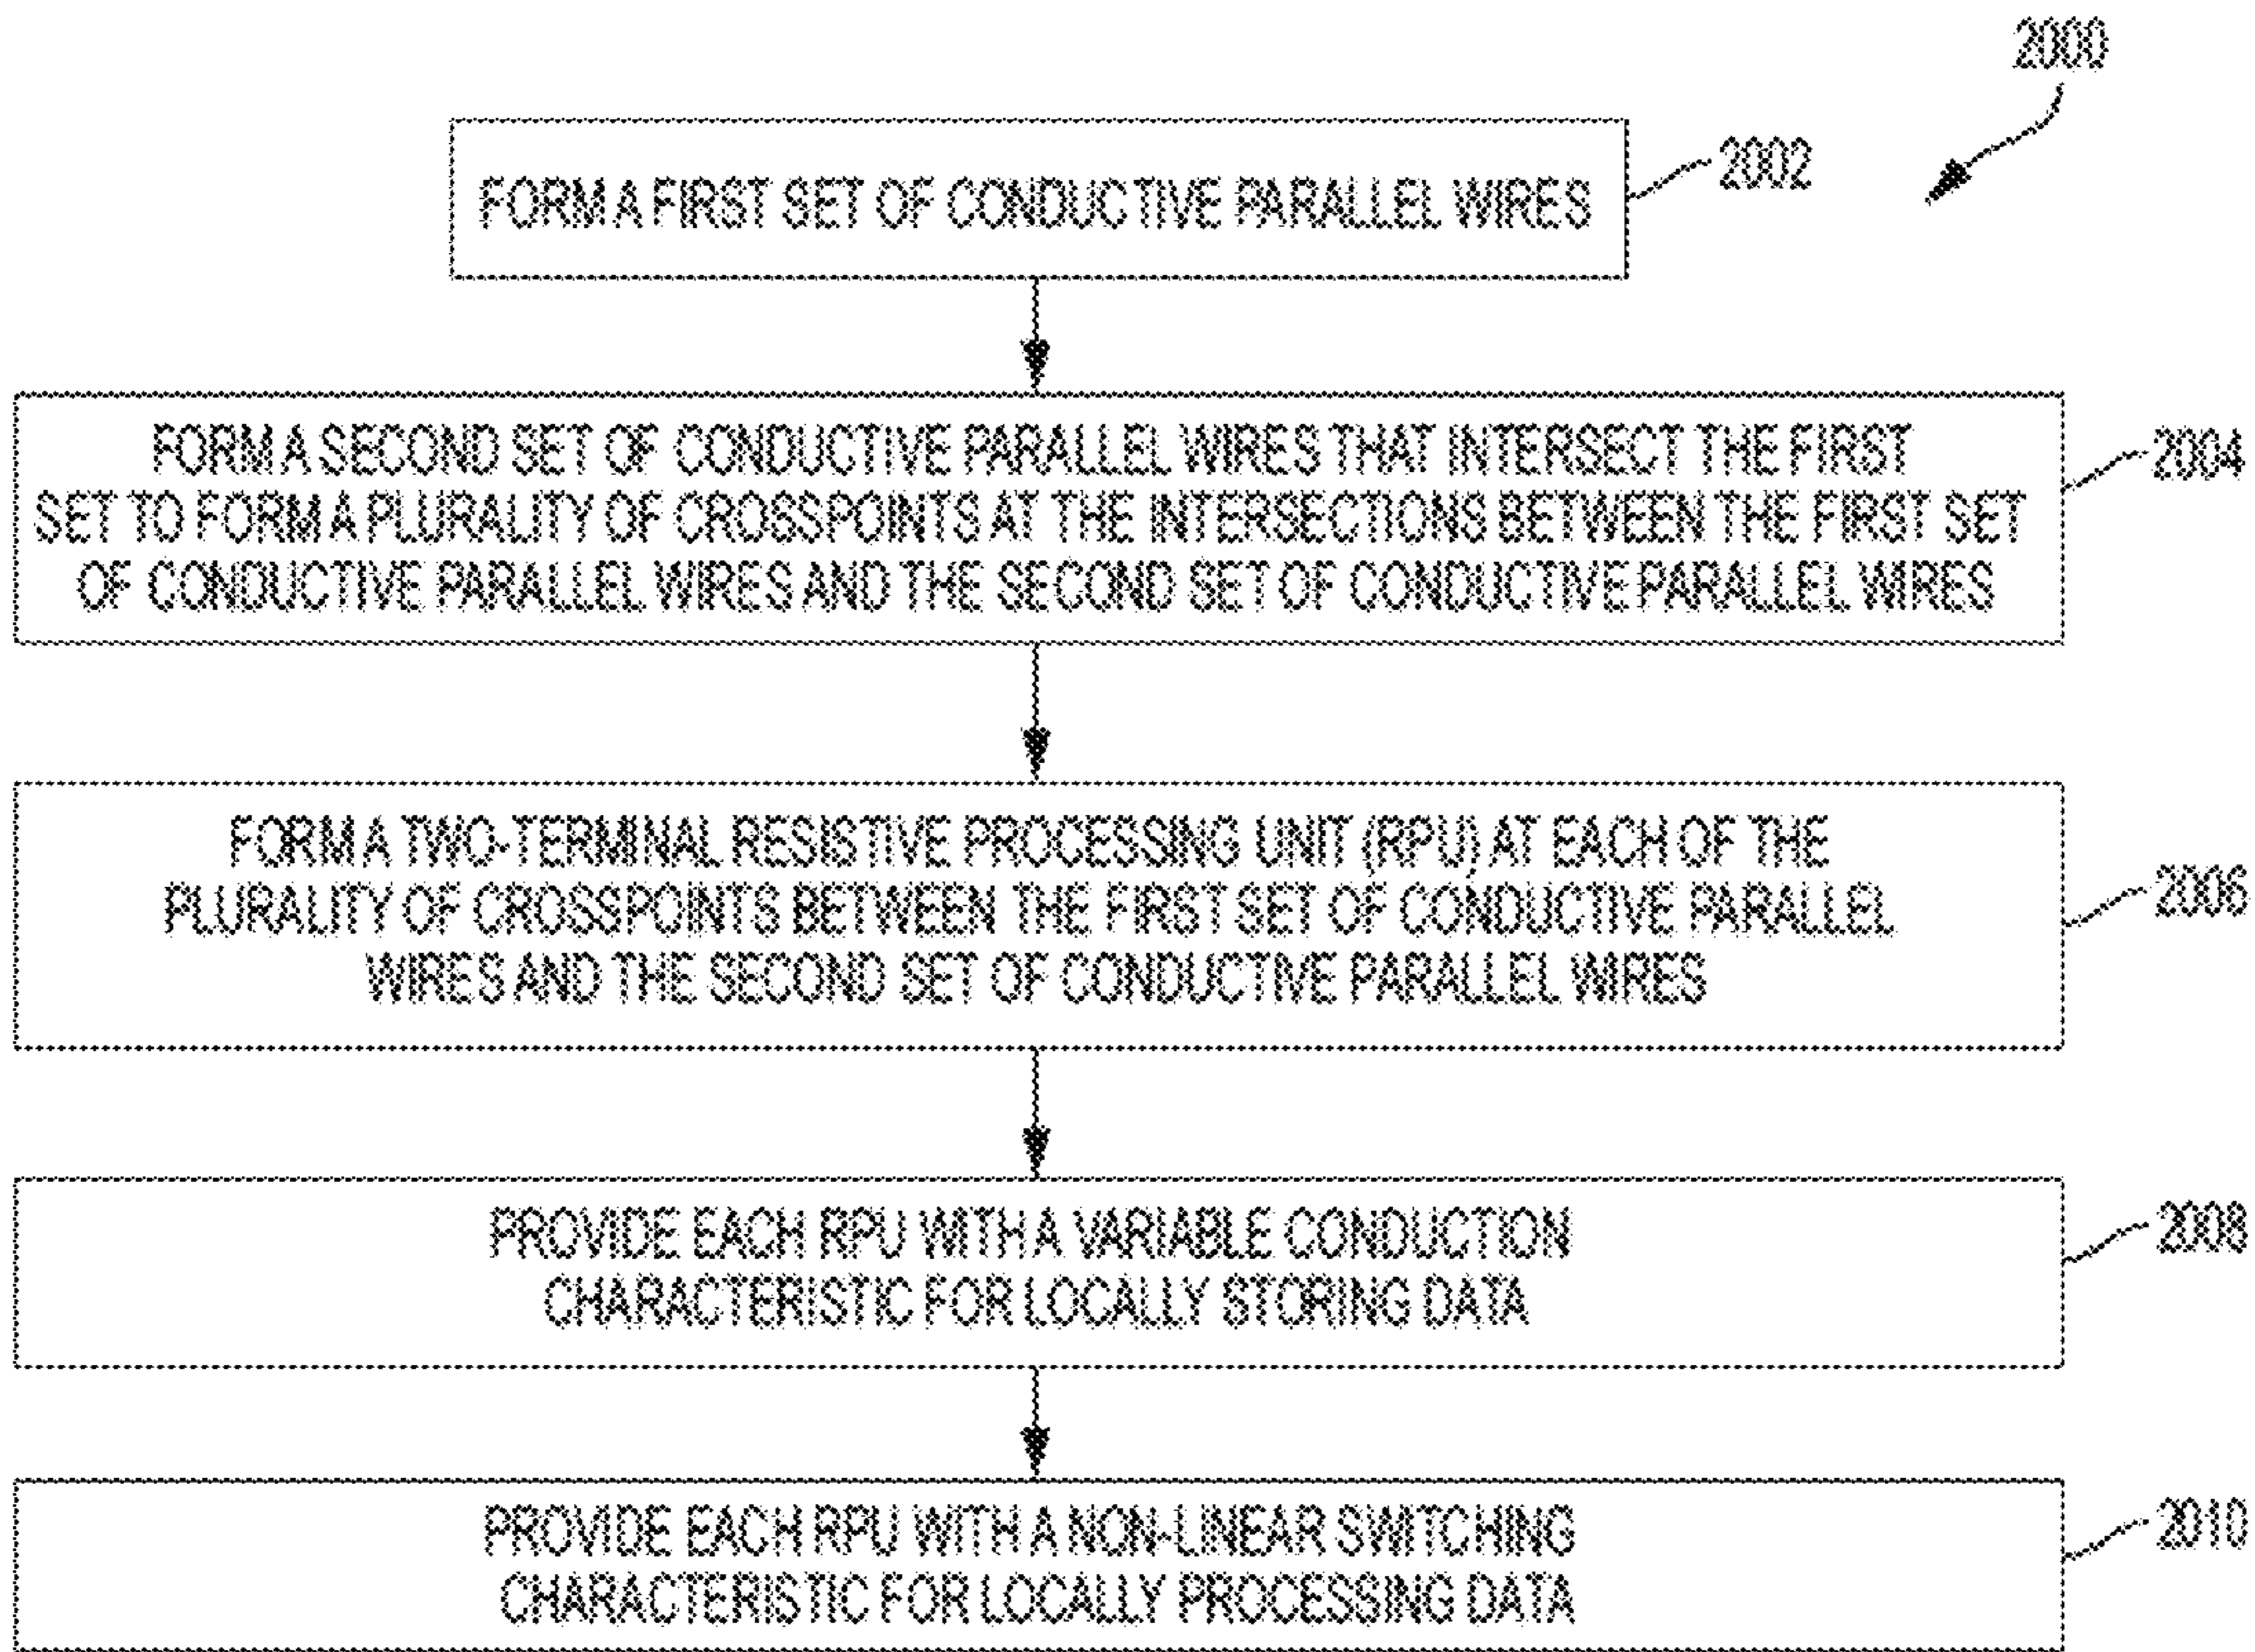 2000
FORM A FIRST SET OF CONDUCTIVE PARALLEL WIRES
2002
FORM A SECOND SET OF CONDUCTIVE PARALLEL WIRES THAT INTERSECT THE FIRST
SET TO FORM A PLURALITY OF CROSSPOINTS AT THE INTERSECTIONS BETWEEN THE FIRST SET
OF CONDUCTIVE PARALLEL WIRES AND THE SECOND SET OF CONDUCTIVE PARALLEL WIRES
2004
FORM A TWO-TERMINAL RESISTIVE PROCESSING UNIT (RPU) AT EACH OF THE
PLURALITY OF CROSSPOINTS BETWEEN THE FIRST SET OF CONDUCTIVE PARALLEL
WIRES AND THE SECOND SET OF CONDUCTIVE PARALLEL WIRES
2006
PROVIDE EACH RPU WITH A VARIABLE CONDUCTION
CHARACTERISTIC FOR LOCALLY STORING DATA
2008
PROVIDE EACH RPU WITH A NON-LINEAR SWITCHING
CHARACTERISTIC FOR LOCALLY PROCESSING DATA
2010